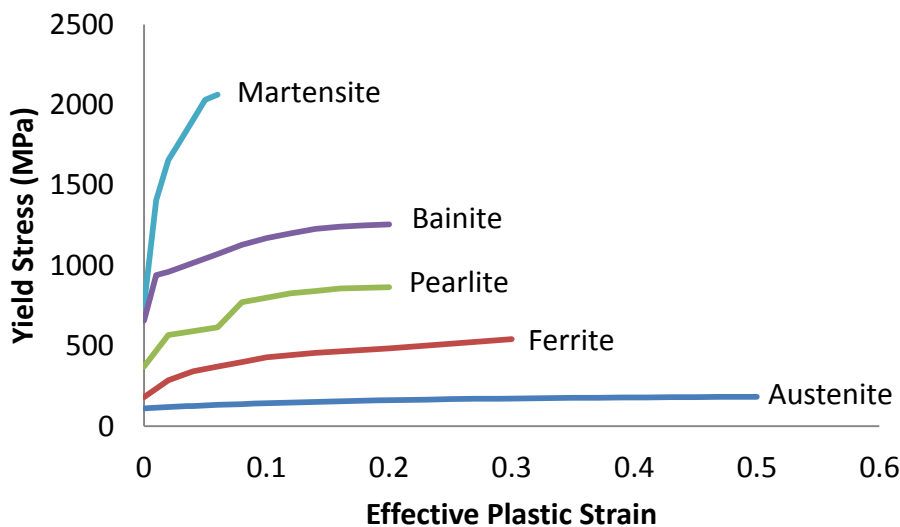 2500
2000
1500
1000
500
0
Yield Stress (MPa)
Martensite
Bainite
Pearlite
Ferrite
Austenite
0 0.1 0.2 0.3 0.4 0.5 0.6
Effective Plastic Strain